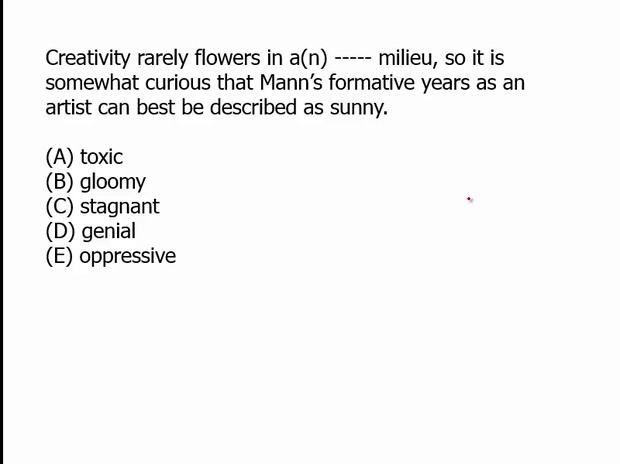 Creativity rarely flowers in a(n) ----- milieu, so it is
somewhat curious that Mann's formative years as an
artist can best be described as sunny.
(A) toxic
(B) gloomy
(C) stagnant
(D) genial
(E) oppressive